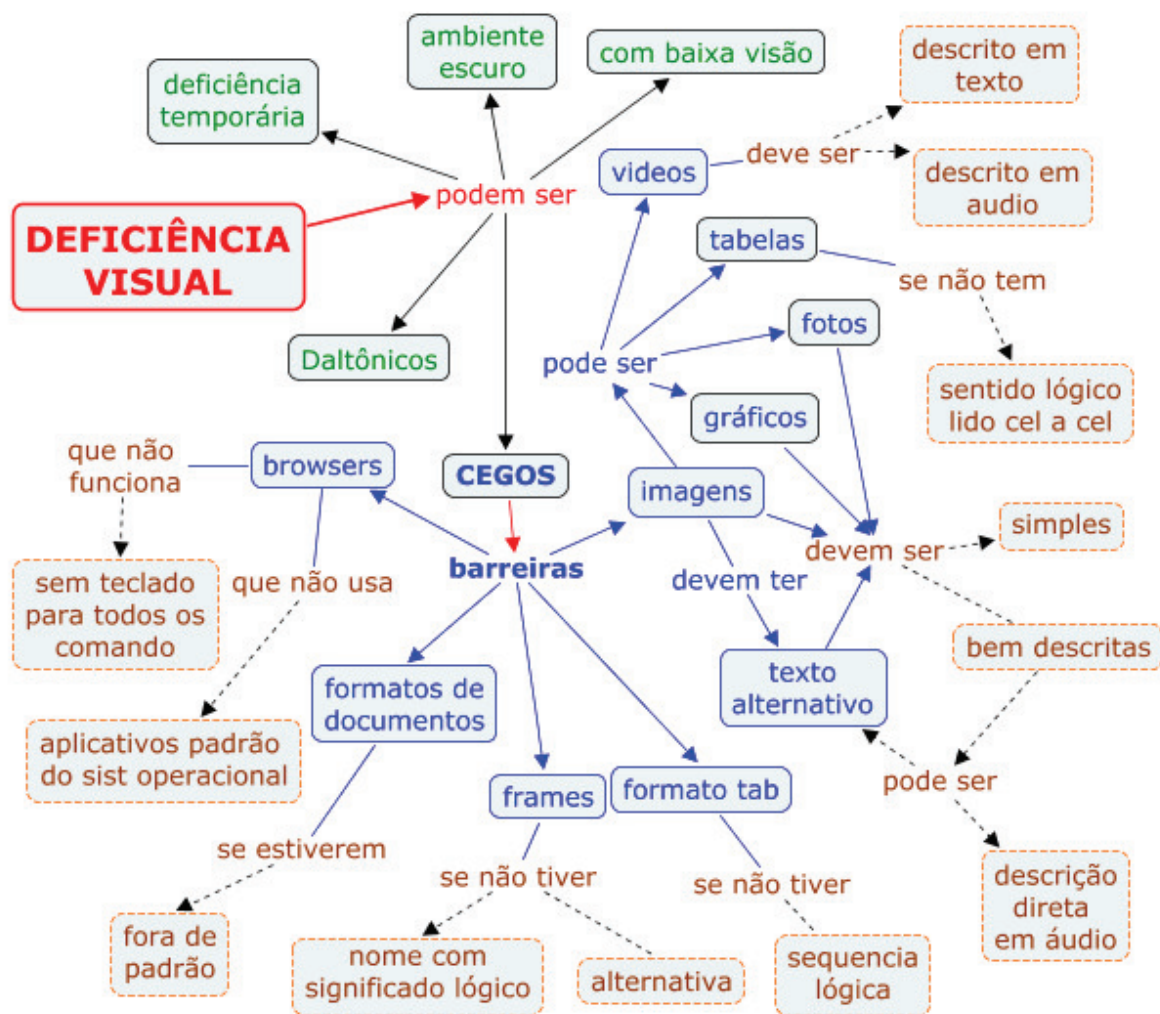 ambiente
escuro
com baixa visão
descrito em
texto
deficiência
temporária
deve ser
videos
podem ser
descrito em
audio
DEFICIÊNCIA
VISUAL
tabelas
se não tem
fotos
Daltônicos
pode ser
sentido lógico
lido cel a cel
gráficos
que não
funciona
browsers
CEGOS
imagens
simples
devem ser
barreiras
devem ter
sem teclado
para todos os
comando
que não usa
bem descritas
texto
alternativo
formatos de
documentos
aplicativos padrão
do sist operacional
pode ser
frames
formato tab
se estiverem
se não tiver
se não tiver
descrição
direta
em áudio
fora de
padrão
nome com
significado lógico
alternativa
sequencia
lógica